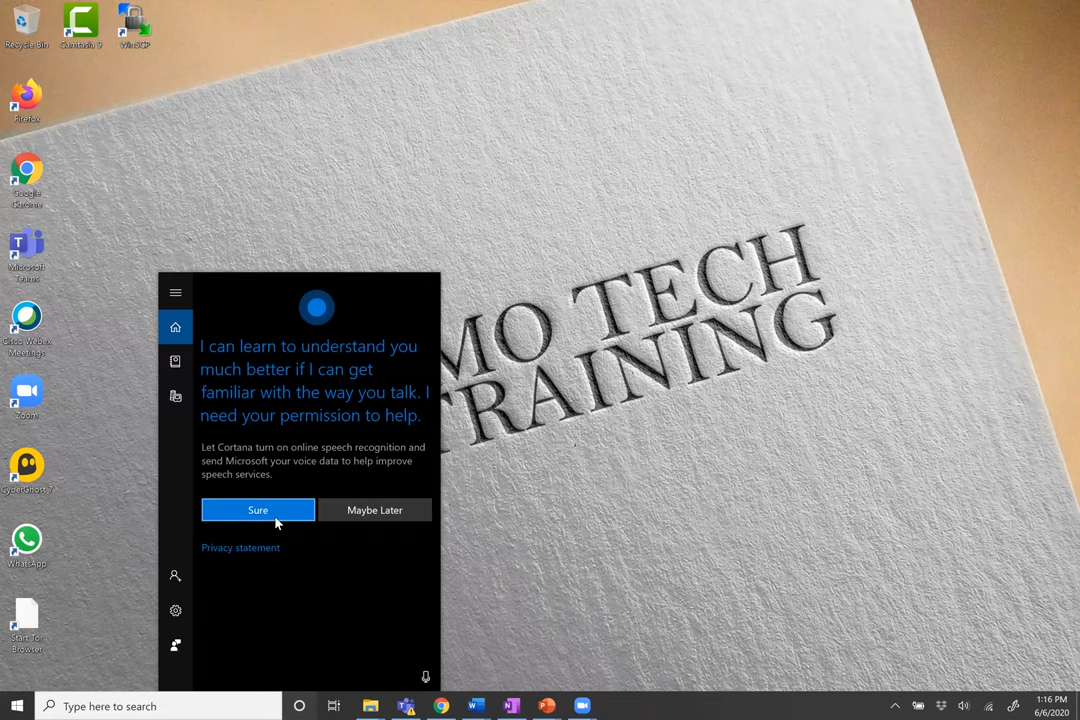 Recycle Bin
Camtasia 9
WinSCP
Firefox
Google
Chrome
Microsoft
Teams
Cisco Webex
Meetings
Zoom
CyberGhost 7
WhatsApp
Start Tor
Browser
MO TECH
TRAINING
I can learn to understand you
much better if I can get
familiar with the way you talk. I
need your permission to help.
Let Cortana turn on online speech recognition and
send Microsoft your voice data to help improve
speech services.
Sure
Maybe Later
Privacy statement
Type here to search
1:16 PM
6/6/2020